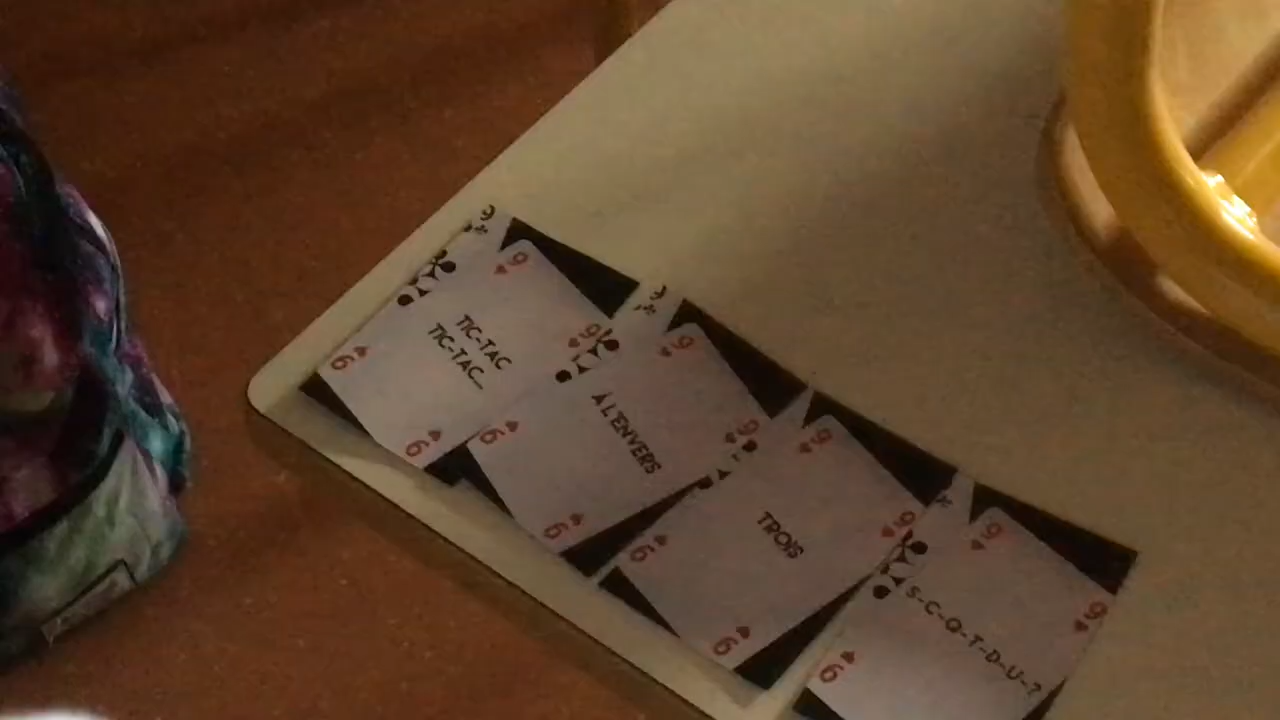 TIC-TAC
TIC-TAC...
À L'ENVERS
TROIS
S-C-Q-T-D-U-?